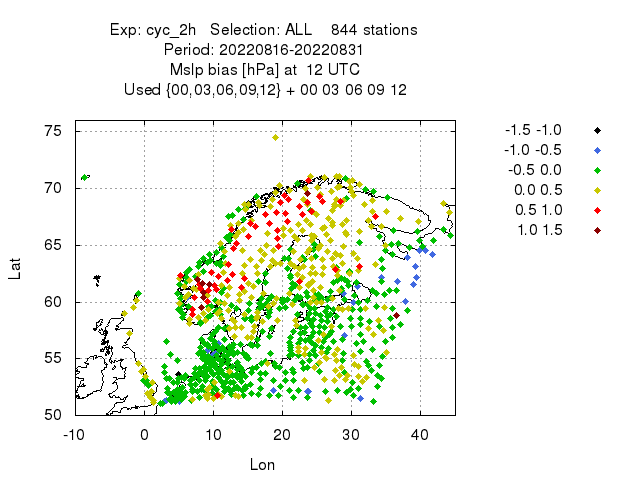 Exp: cyc_2h   Selection: ALL    844 stations
Period: 20220816-20220831
Mslp bias [hPa] at  12 UTC
Used {00,03,06,09,12} + 00 03 06 09 12
-1.5 -1.0
-1.0 -0.5
-0.5 0.0
0.0 0.5
0.5 1.0
1.0 1.5
75
70
65
60
55
50
Lat
-10 0 10 20 30 40
Lon